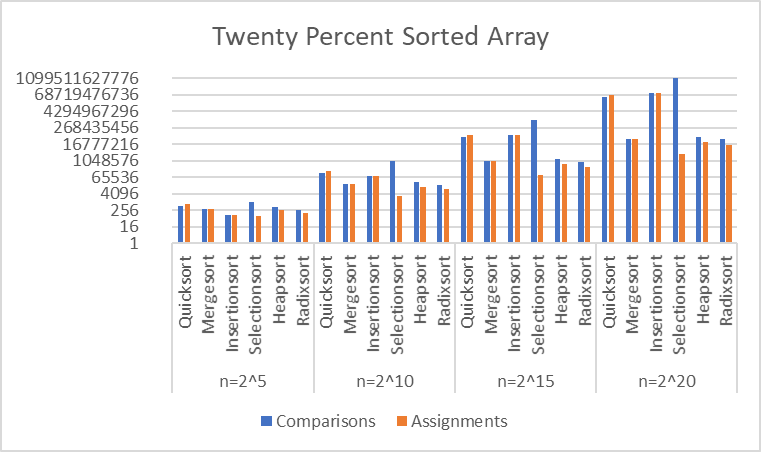 Twenty Percent Sorted Array
1099511627776
68719476736
4294967296
268435456
16777216
1048576
65536
4096
256
16
1
Quicksort
Mergesort
Insertionsort
Selectionsort
Heapsort
Radixsort
Quicksort
Mergesort
Insertionsort
Selectionsort
Heapsort
Radixsort
Quicksort
Mergesort
Insertionsort
Selectionsort
Heapsort
Radixsort
Quicksort
Mergesort
Insertionsort
Selectionsort
Heapsort
Radixsort
n=2^5 n=2^10 n=2^15 n=2^20
Comparisons Assignments